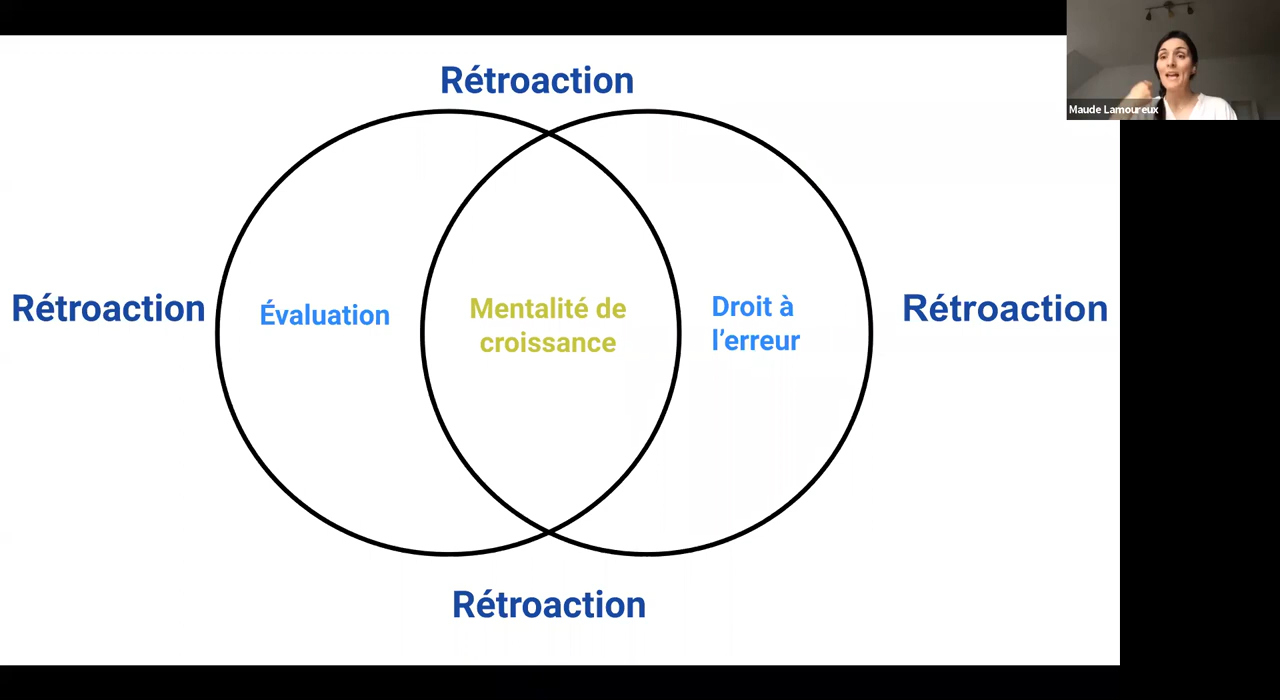 Maude Lamoureux
Rétroaction
Rétroaction
Évaluation
Mentalité de
croissance
Droit à
l’erreur
Rétroaction
Rétroaction